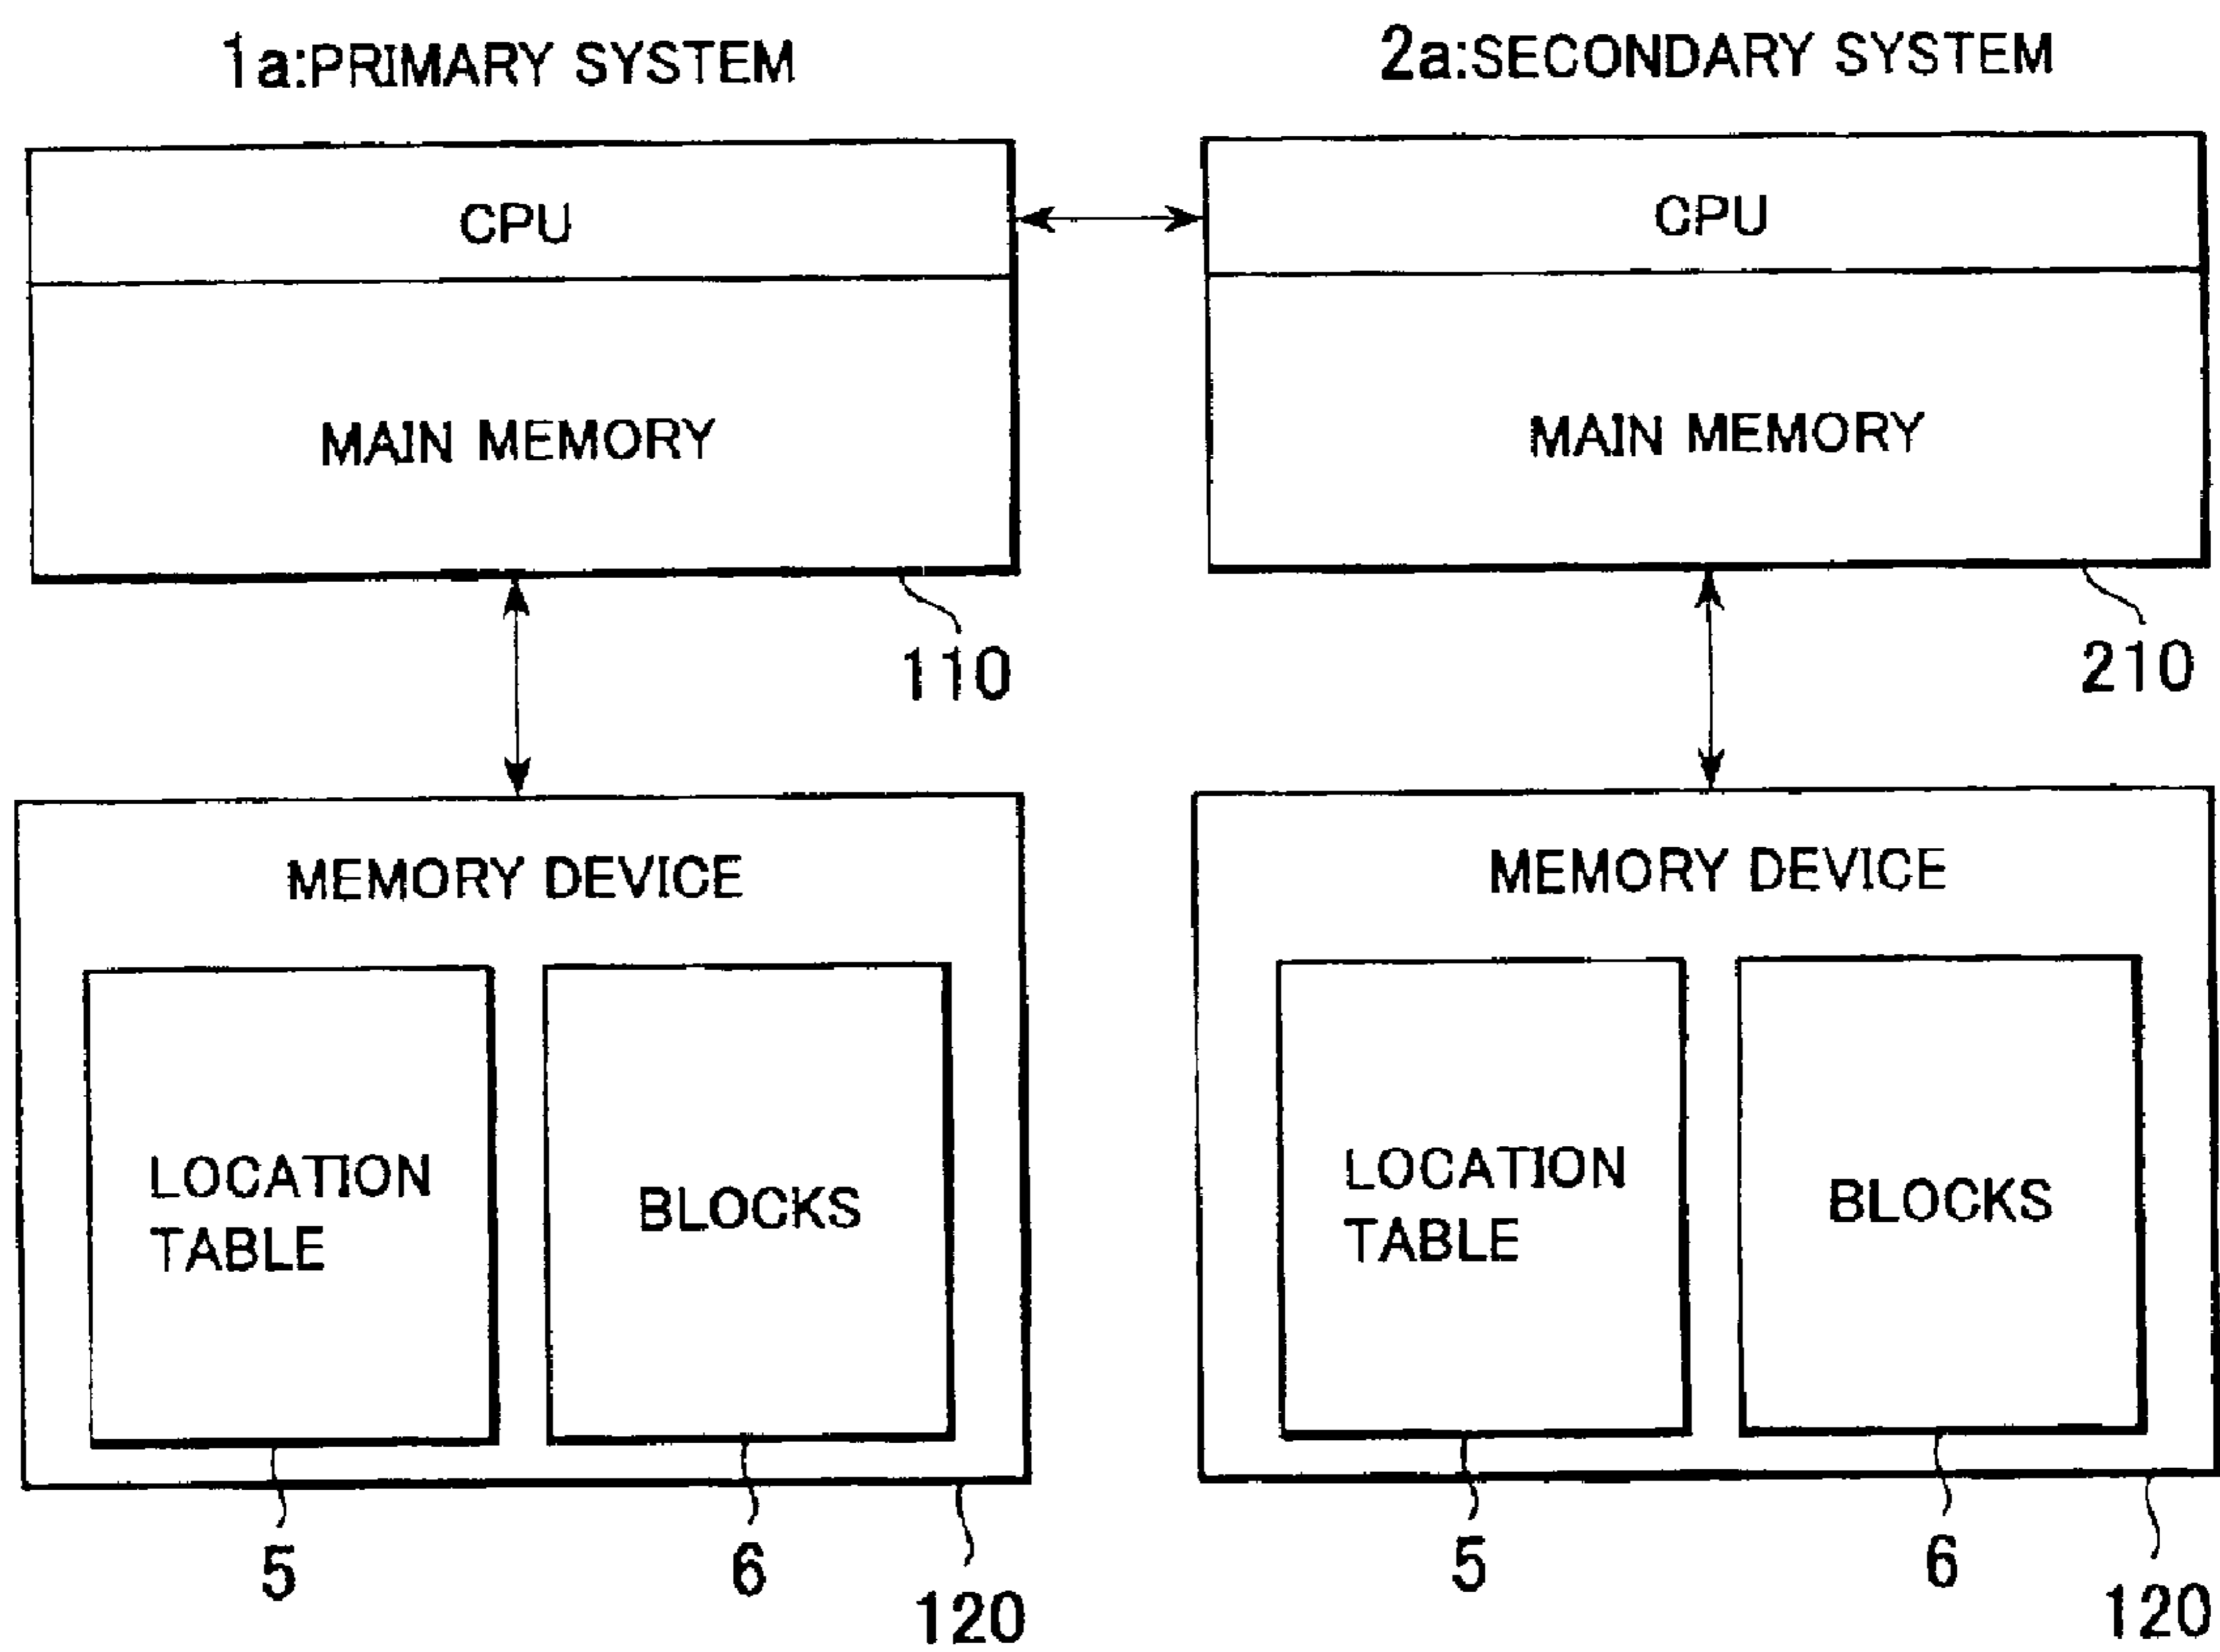 1a:PRIMARY SYSTEM
CPU
MAIN MEMORY
110
MEMORY DEVICE
LOCATION
TABLE
BLOCKS
5
6
120
2a:SECONDARY SYSTEM
CPU
MAIN MEMORY
210
MEMORY DEVICE
LOCATION
TABLE
BLOCKS
5
6
120